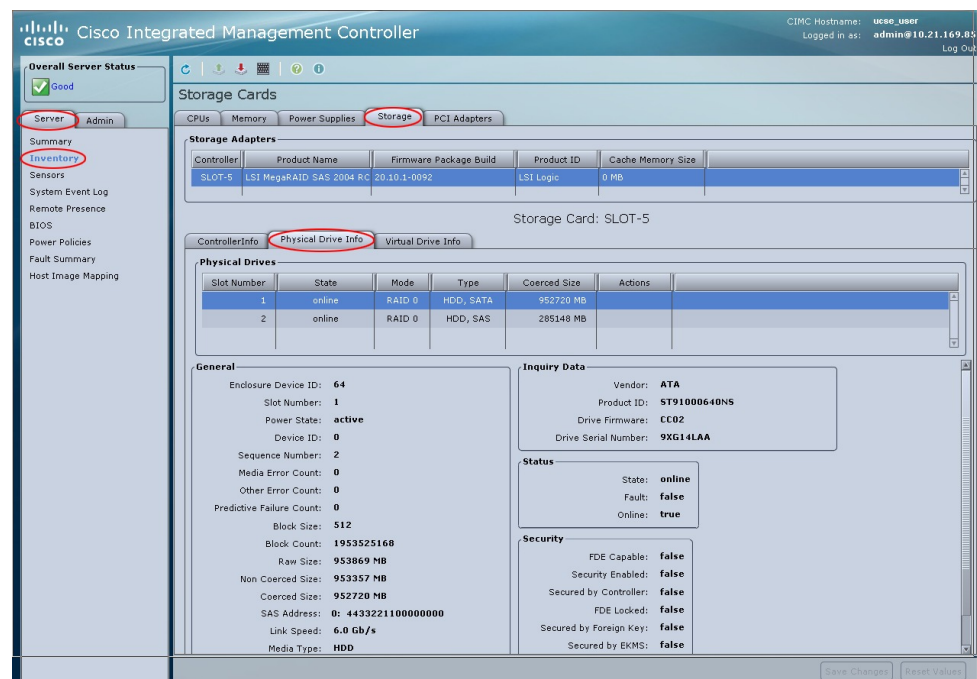 CISCO Cisco Integrated Management Controller
CIMC Hostname: ucse_user
Logged in as: admin@10.21.169.85
Log Out
Overall Server Status
Good
Server Admin
Summary
Inventory
Sensors
System Event Log
Remote Presence
BIOS
Power Policies
Fault Summary
Host Image Mapping
Storage Cards
CPUs Memory Power Supplies Storage PCI Adapters
Storage Adapters
Controller Product Name Firmware Package Build Product ID Cache Memory Size
SLOT-5 LSI MegaRAID SAS 2004 RC 20.10.1-0092 LSI Logic 0 MB
Storage Card: SLOT-5
ControllerInfo Physical Drive Info Virtual Drive Info
Physical Drives
Slot Number State Mode Type Coerced Size Actions
1 online RAID 0 HDD, SATA 952720 MB
2 online RAID 0 HDD, SAS 285148 MB
General
Enclosure Device ID: 64
Slot Number: 1
Power State: active
Device ID: 0
Sequence Number: 2
Media Error Count: 0
Other Error Count: 0
Predictive Failure Count: 0
Block Size: 512
Block Count: 1953525168
Raw Size: 953869 MB
Non Coerced Size: 953357 MB
Coerced Size: 952720 MB
SAS Address: 0: 4433221100000000
Link Speed: 6.0 Gb/s
Media Type: HDD
Inquiry Data
Vendor: ATA
Product ID: ST91000640NS
Drive Firmware: CC02
Drive Serial Number: 9XG14LAA
Status
State: online
Fault: false
Online: true
Security
FDE Capable: false
Security Enabled: false
Secured by Controller: false
FDE Locked: false
Secured by Foreign Key: false
Secured by EKMS: false
Save Changes Reset Values